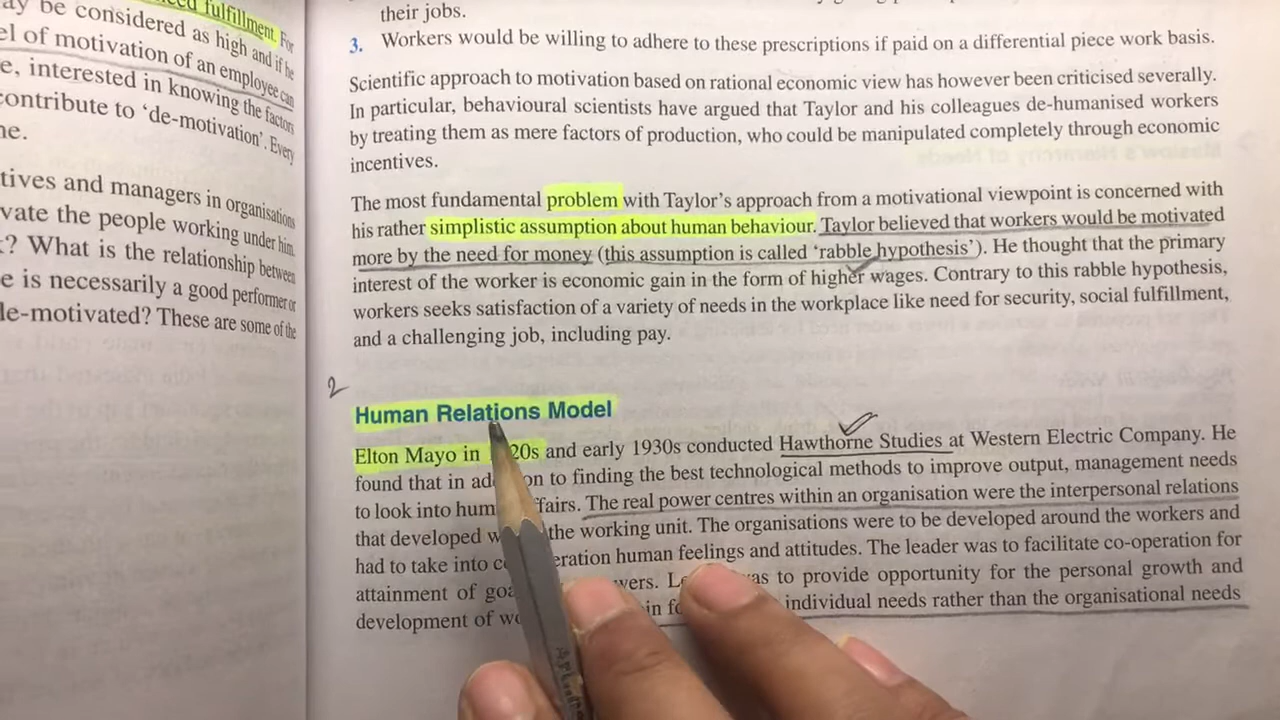 fulfillment. For
ay be considered as high and if he
el of motivation of an employee can
e, interested in knowing the factors
contribute to 'de-motivation'. Every
ne.
tives and managers in organisations
vate the people working under him.
? What is the relationship between
e is necessarily a good performer or
le-motivated? These are some of the
their jobs.
3. Workers would be willing to adhere to these prescriptions if paid on a differential piece work basis.
Scientific approach to motivation based on rational economic view has however been criticised severally.
In particular, behavioural scientists have argued that Taylor and his colleagues de-humanised workers
by treating them as mere factors of production, who could be manipulated completely through economic
incentives.
The most fundamental problem with Taylor's approach from a motivational viewpoint is concerned with
his rather simplistic assumption about human behaviour. Taylor believed that workers would be motivated
more by the need for money (this assumption is called 'rabble hypothesis'). He thought that the primary
interest of the worker is economic gain in the form of higher wages. Contrary to this rabble hypothesis,
workers seeks satisfaction of a variety of needs in the workplace like need for security, social fulfillment,
and a challenging job, including pay.
2
Human Relations Model
Elton Mayo in 20s and early 1930s conducted Hawthorne Studies at Western Electric Company. He
found that in ad on to finding the best technological methods to improve output, management needs
to look into hum fairs. The real power centres within an organisation were the interpersonal relations
that developed w the working unit. The organisations were to be developed around the workers and
had to take into c eration human feelings and attitudes. The leader was to facilitate co-operation for
attainment of goa wers. Le as to provide opportunity for the personal growth and
development of wo in fo individual needs rather than the organisational needs